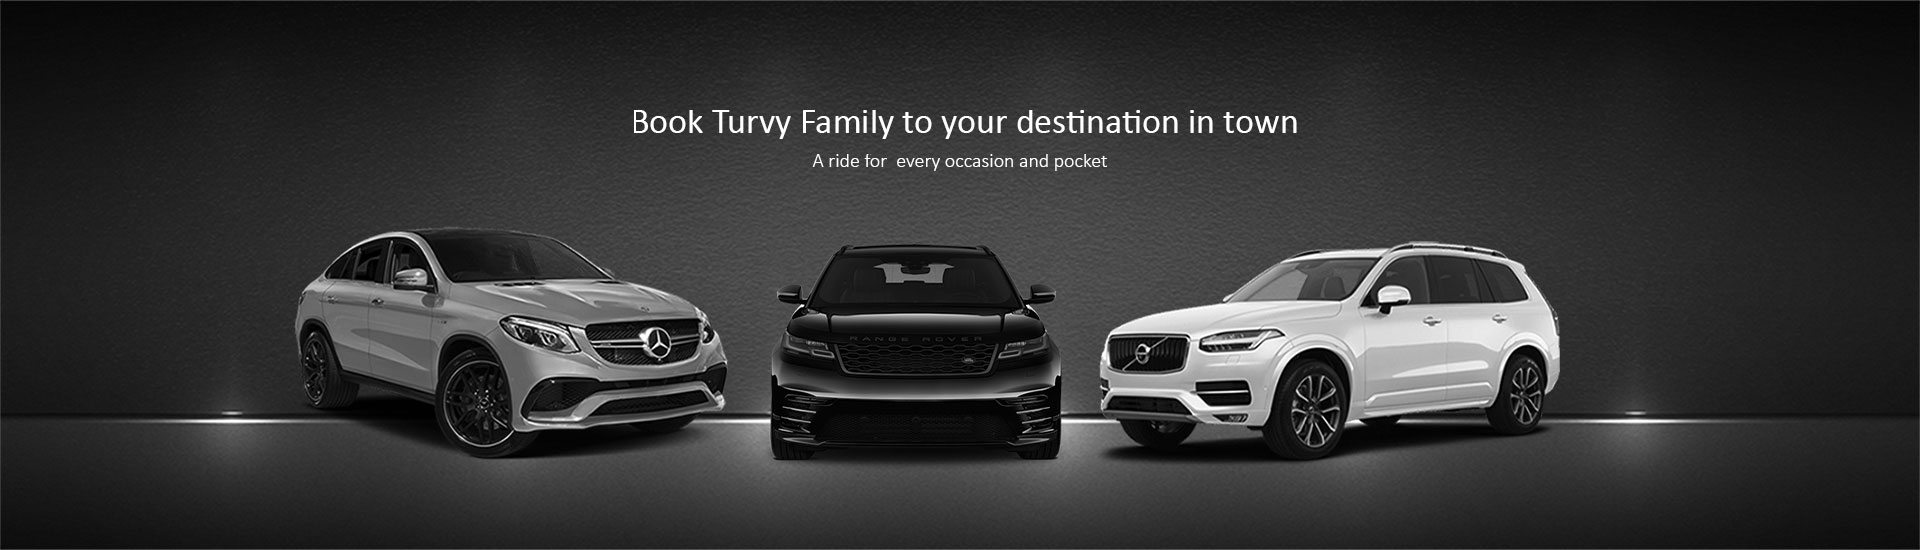 Book Turvy Family to your destination in town
A ride for  every occasion and pocket
RANGE ROVER